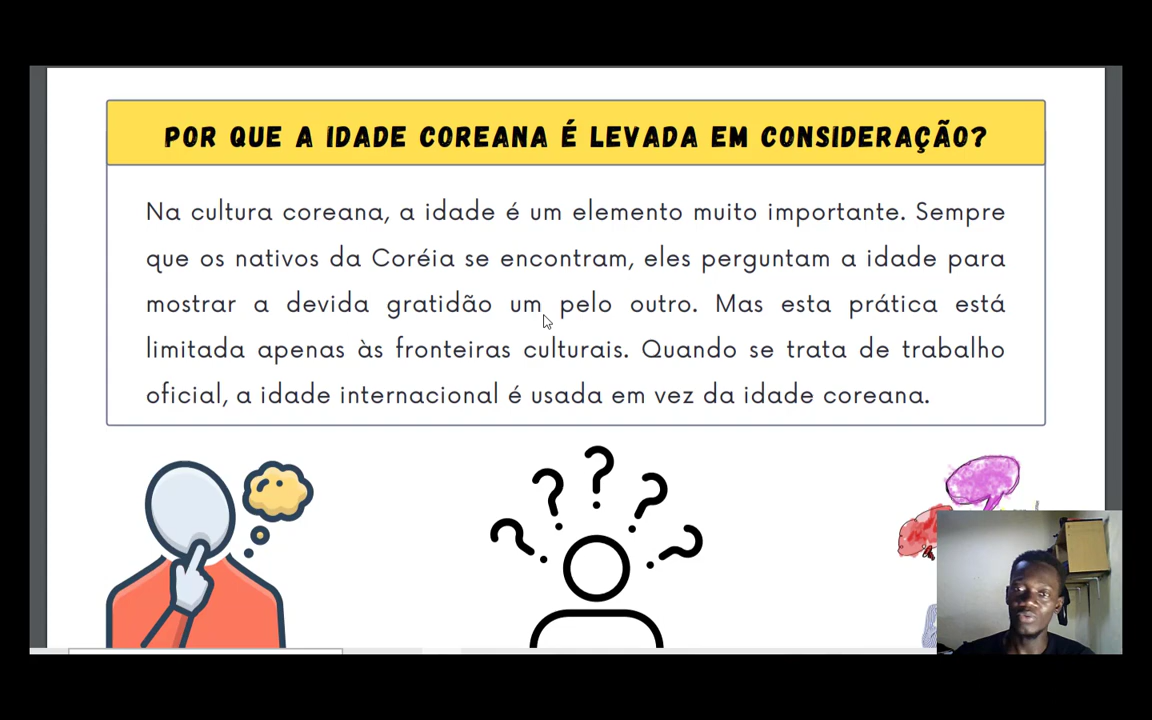 POR QUE A IDADE COREANA É LEVADA EM CONSIDERAÇÃO?
Na cultura coreana, a idade é um elemento muito importante. Sempre
que os nativos da Coréia se encontram, eles perguntam a idade para
mostrar a devida gratidão um pelo outro. Mas esta prática está
limitada apenas às fronteiras culturais. Quando se trata de trabalho
oficial, a idade internacional é usada em vez da idade coreana.
? ? ? ? ?